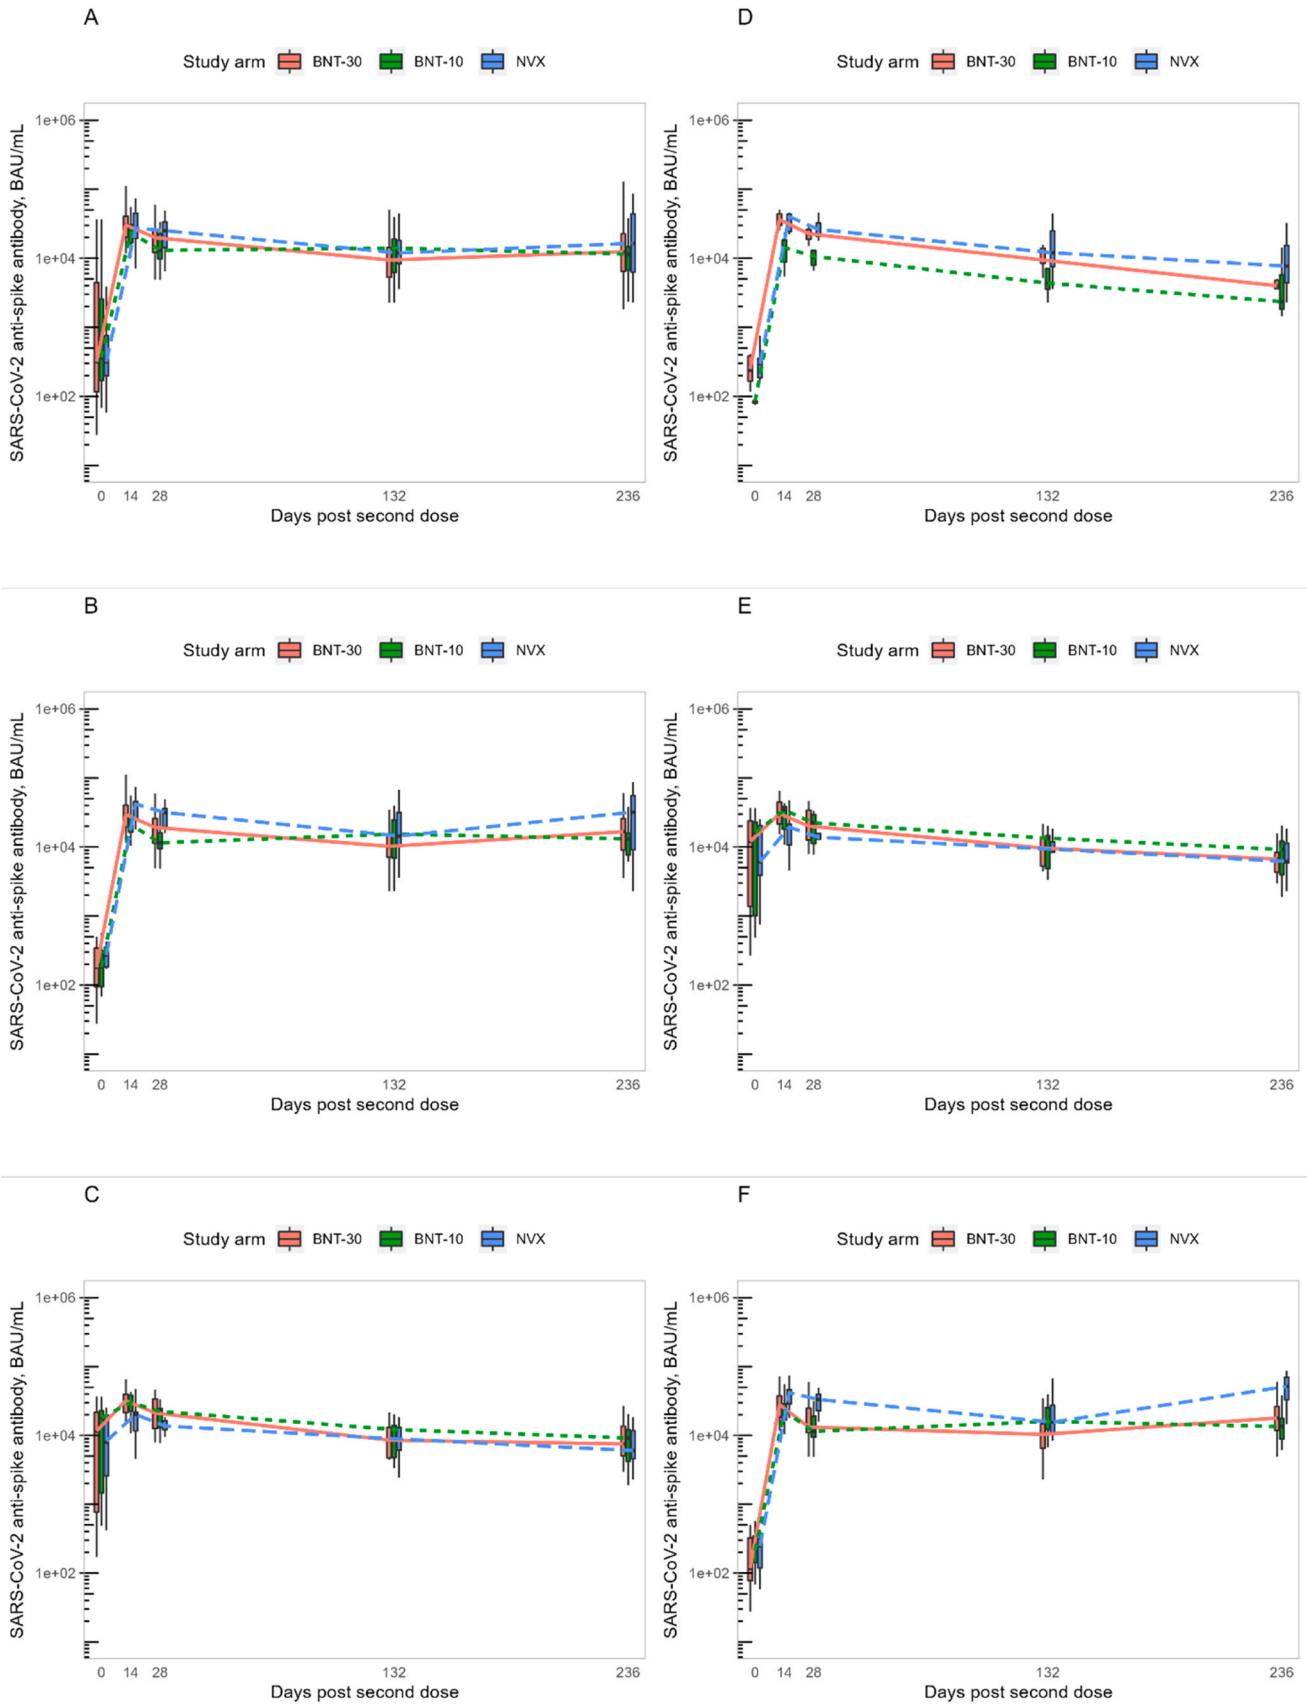 A
Study arm BNT-30 BNT-10 NVX
SARS-CoV-2 anti-spike antibody, BAU/mL
1e+06
1e+04
1e+02
0 14 28 132 236
Days post second dose
D
Study arm BNT-30 BNT-10 NVX
SARS-CoV-2 anti-spike antibody, BAU/mL
1e+06
1e+04
1e+02
0 14 28 132 236
Days post second dose
B
Study arm BNT-30 BNT-10 NVX
SARS-CoV-2 anti-spike antibody, BAU/mL
1e+06
1e+04
1e+02
0 14 28 132 236
Days post second dose
E
Study arm BNT-30 BNT-10 NVX
SARS-CoV-2 anti-spike antibody, BAU/mL
1e+06
1e+04
1e+02
0 14 28 132 236
Days post second dose
C
Study arm BNT-30 BNT-10 NVX
SARS-CoV-2 anti-spike antibody, BAU/mL
1e+06
1e+04
1e+02
0 14 28 132 236
Days post second dose
F
Study arm BNT-30 BNT-10 NVX
SARS-CoV-2 anti-spike antibody, BAU/mL
1e+06
1e+04
1e+02
0 14 28 132 236
Days post second dose